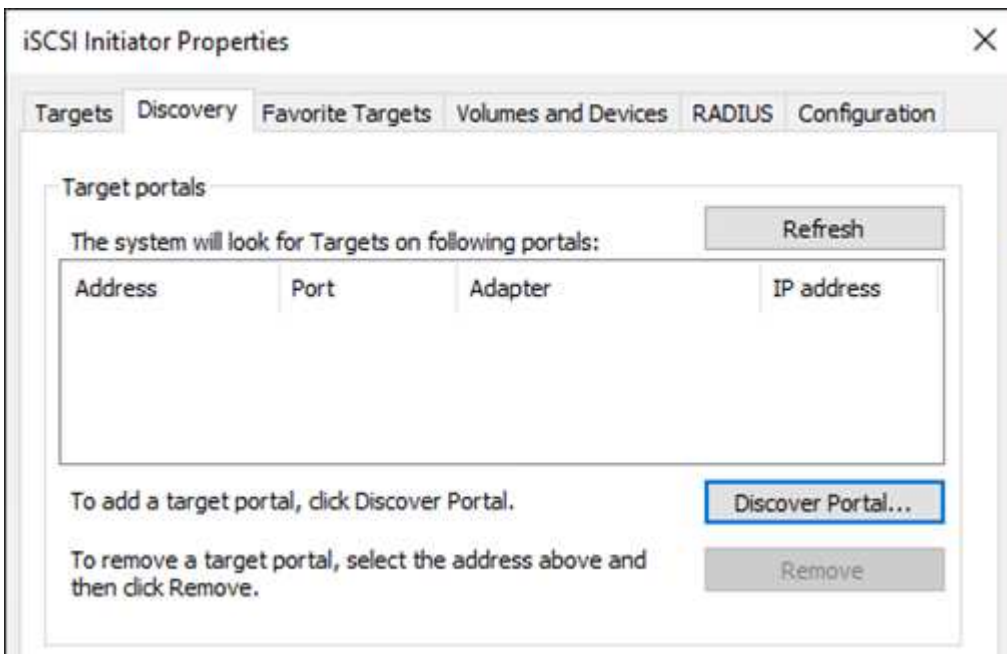 iSCSI Initiator Properties
Targets Discovery Favorite Targets Volumes and Devices RADIUS Configuration
Target portals
The system will look for Targets on following portals:
Refresh
Address Port Adapter IP address
To add a target portal, click Discover Portal.
Discover Portal...
To remove a target portal, select the address above and
then click Remove.
Remove